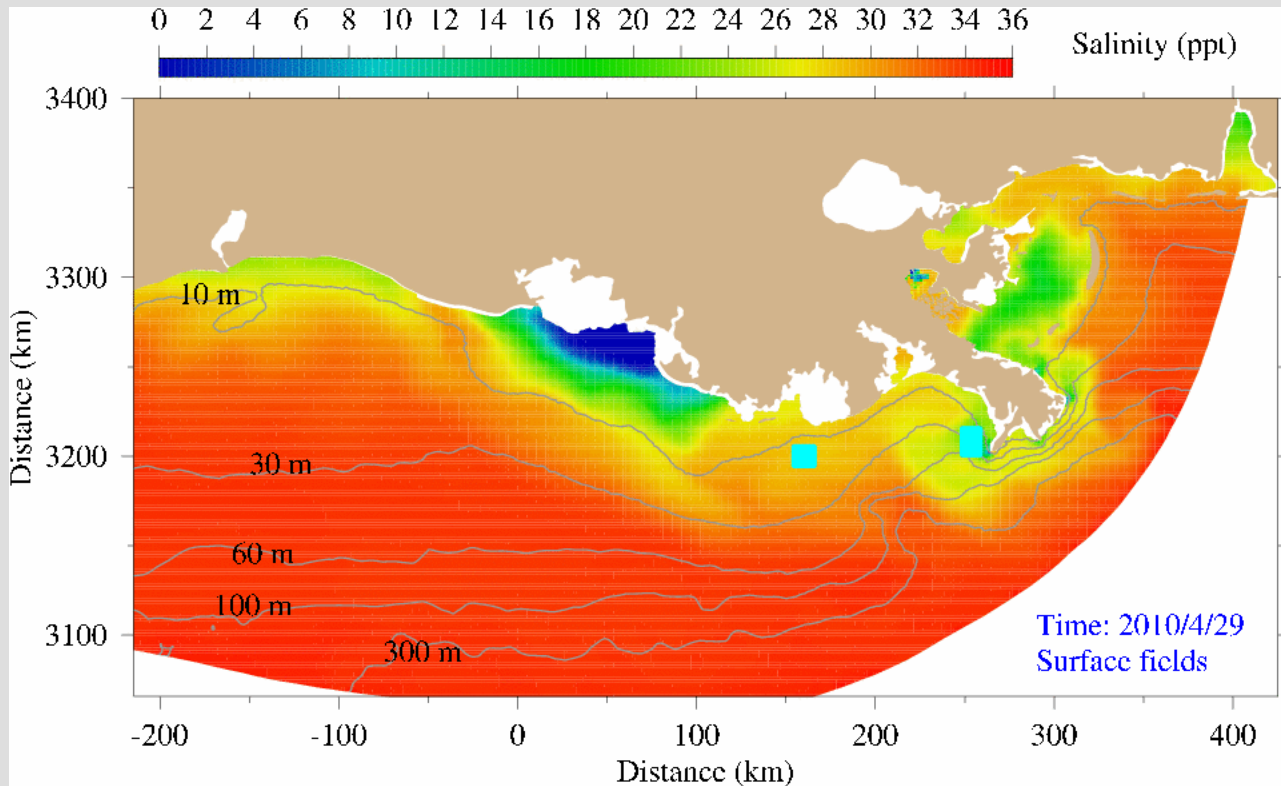 0 2 4 6 8 10 12 14 16 18 20 22 24 26 28 30 32 34 36
Salinity (ppt)
3400
3300
3200
3100
Distance (km)
10 m
30 m
60 m
100 m
300 m
Time: 2010/4/29
Surface fields
-200 -100 0 100 200 300 400
Distance (km)